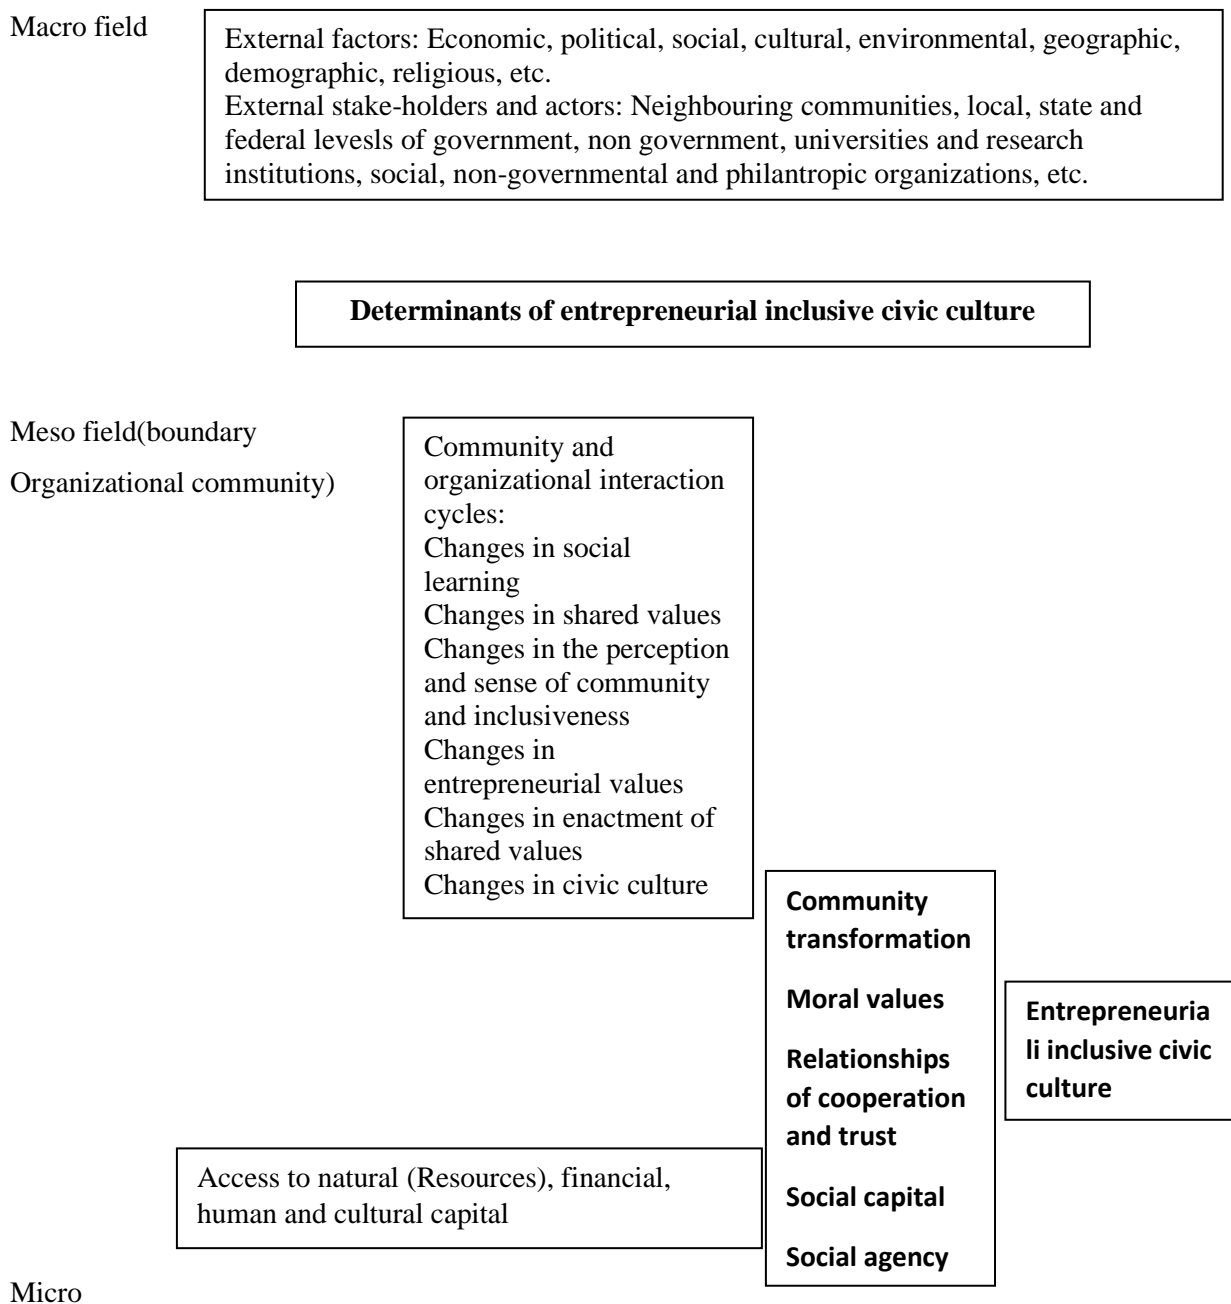 Macro field
External factors: Economic, political, social, cultural, environmental, geographic,
demographic, religious, etc.
External stake-holders and actors: Neighbouring communities, local, state and
federal levesls of government, non government, universities and research
institutions, social, non-governmental and philantropic organizations, etc.
Determinants of entrepreneurial inclusive civic culture
Meso field(boundary
Organizational community)
Community and
organizational interaction
cycles:
Changes in social
learning
Changes in shared values
Changes in the perception
and sense of community
and inclusiveness
Changes in
entrepreneurial values
Changes in enactment of
shared values
Changes in civic culture
Community
transformation
Moral values
Relationships
of cooperation
and trust
Social capital
Social agency
Entrepreneuria
li inclusive civic
culture
Access to natural (Resources), financial,
human and cultural capital
Micro